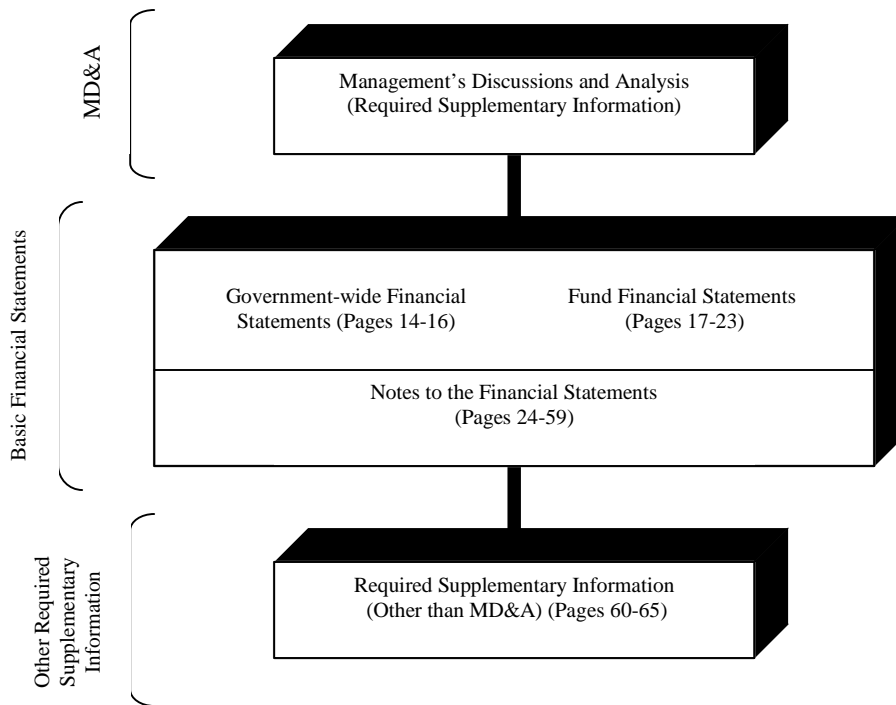 MD&A
Management’s Discussions and Analysis
(Required Supplementary Information)
Basic Financial Statements
Government-wide Financial
Statements (Pages 14-16)
Fund Financial Statements
(Pages 17-23)
Notes to the Financial Statements
(Pages 24-59)
Other Required
Supplementary
Information
Required Supplementary Information
(Other than MD&A) (Pages 60-65)